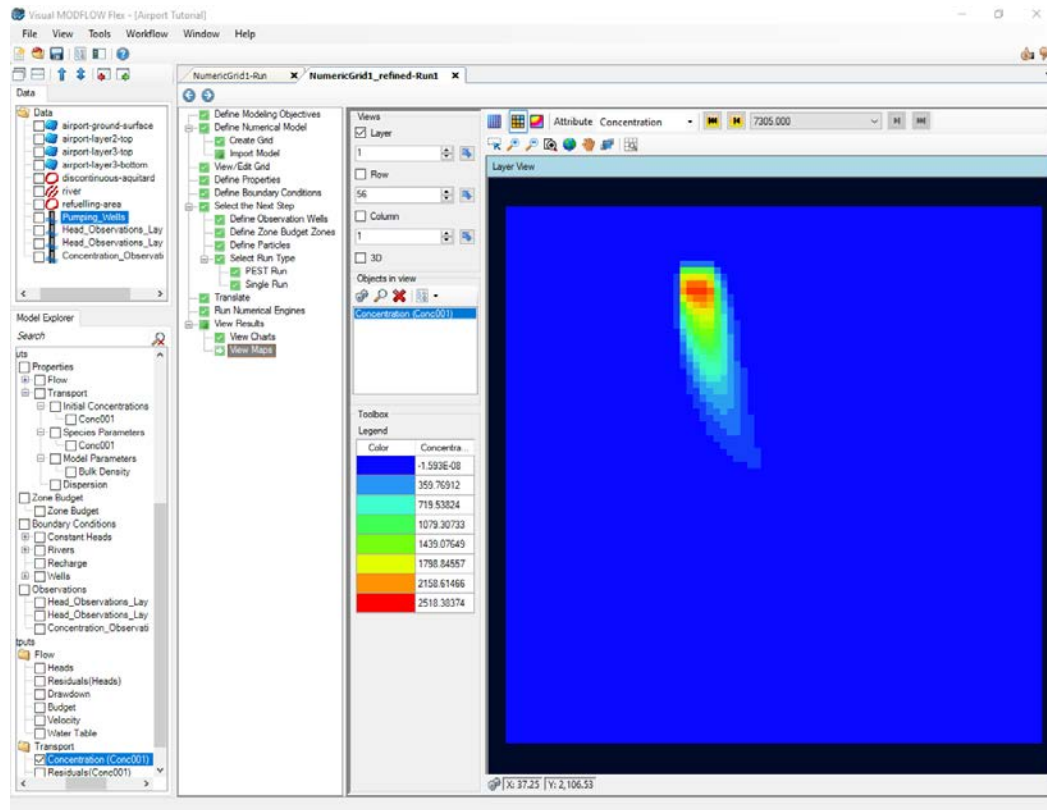 Visual MODFLOW Flex - [Airport Tutorial]
File View Tools Workflow Window Help
Data
NumericGrid1-Run
NumericGrid1_refined-Run1
Data
airport-ground-surface
airport-layer2-top
airport-layer3-top
airport-layer3-bottom
discontinuous-aquitard
river
refuelling-area
Pumping_Wells
Head_Observations_Lay
Head_Observations_Lay
Concentration_Observati
Model Explorer
Search
uts
Properties
Flow
Transport
Initial Concentrations
Conc001
Species Parameters
Conc001
Model Parameters
Bulk Density
Dispersion
Zone Budget
Zone Budget
Boundary Conditions
Constant Heads
Rivers
Recharge
Wells
Observations
Head_Observations_Lay
Head_Observations_Lay
Concentration_Observati
tputs
Flow
Heads
Residuals(Heads)
Drawdown
Budget
Velocity
Water Table
Transport
Concentration (Conc001)
Residuals(Conc001)
Define Modeling Objectives
Define Numerical Model
Create Grid
Import Model
View/Edit Grid
Define Properties
Define Boundary Conditions
Select the Next Step
Define Observation Wells
Define Zone Budget Zones
Define Particles
Select Run Type
PEST Run
Single Run
Translate
Run Numerical Engines
View Results
View Charts
View Maps
Views
Layer
1
Row
56
Column
1
3D
Objects in view
Concentration (Conc001)
Toolbox
Legend
Color Concentra...
-1.593E-08
359.76912
719.53824
1079.30733
1439.07649
1798.84557
2158.61466
2518.38374
Attribute Concentration
7305.000
Layer View
X: 37.25 Y: 2,106.53